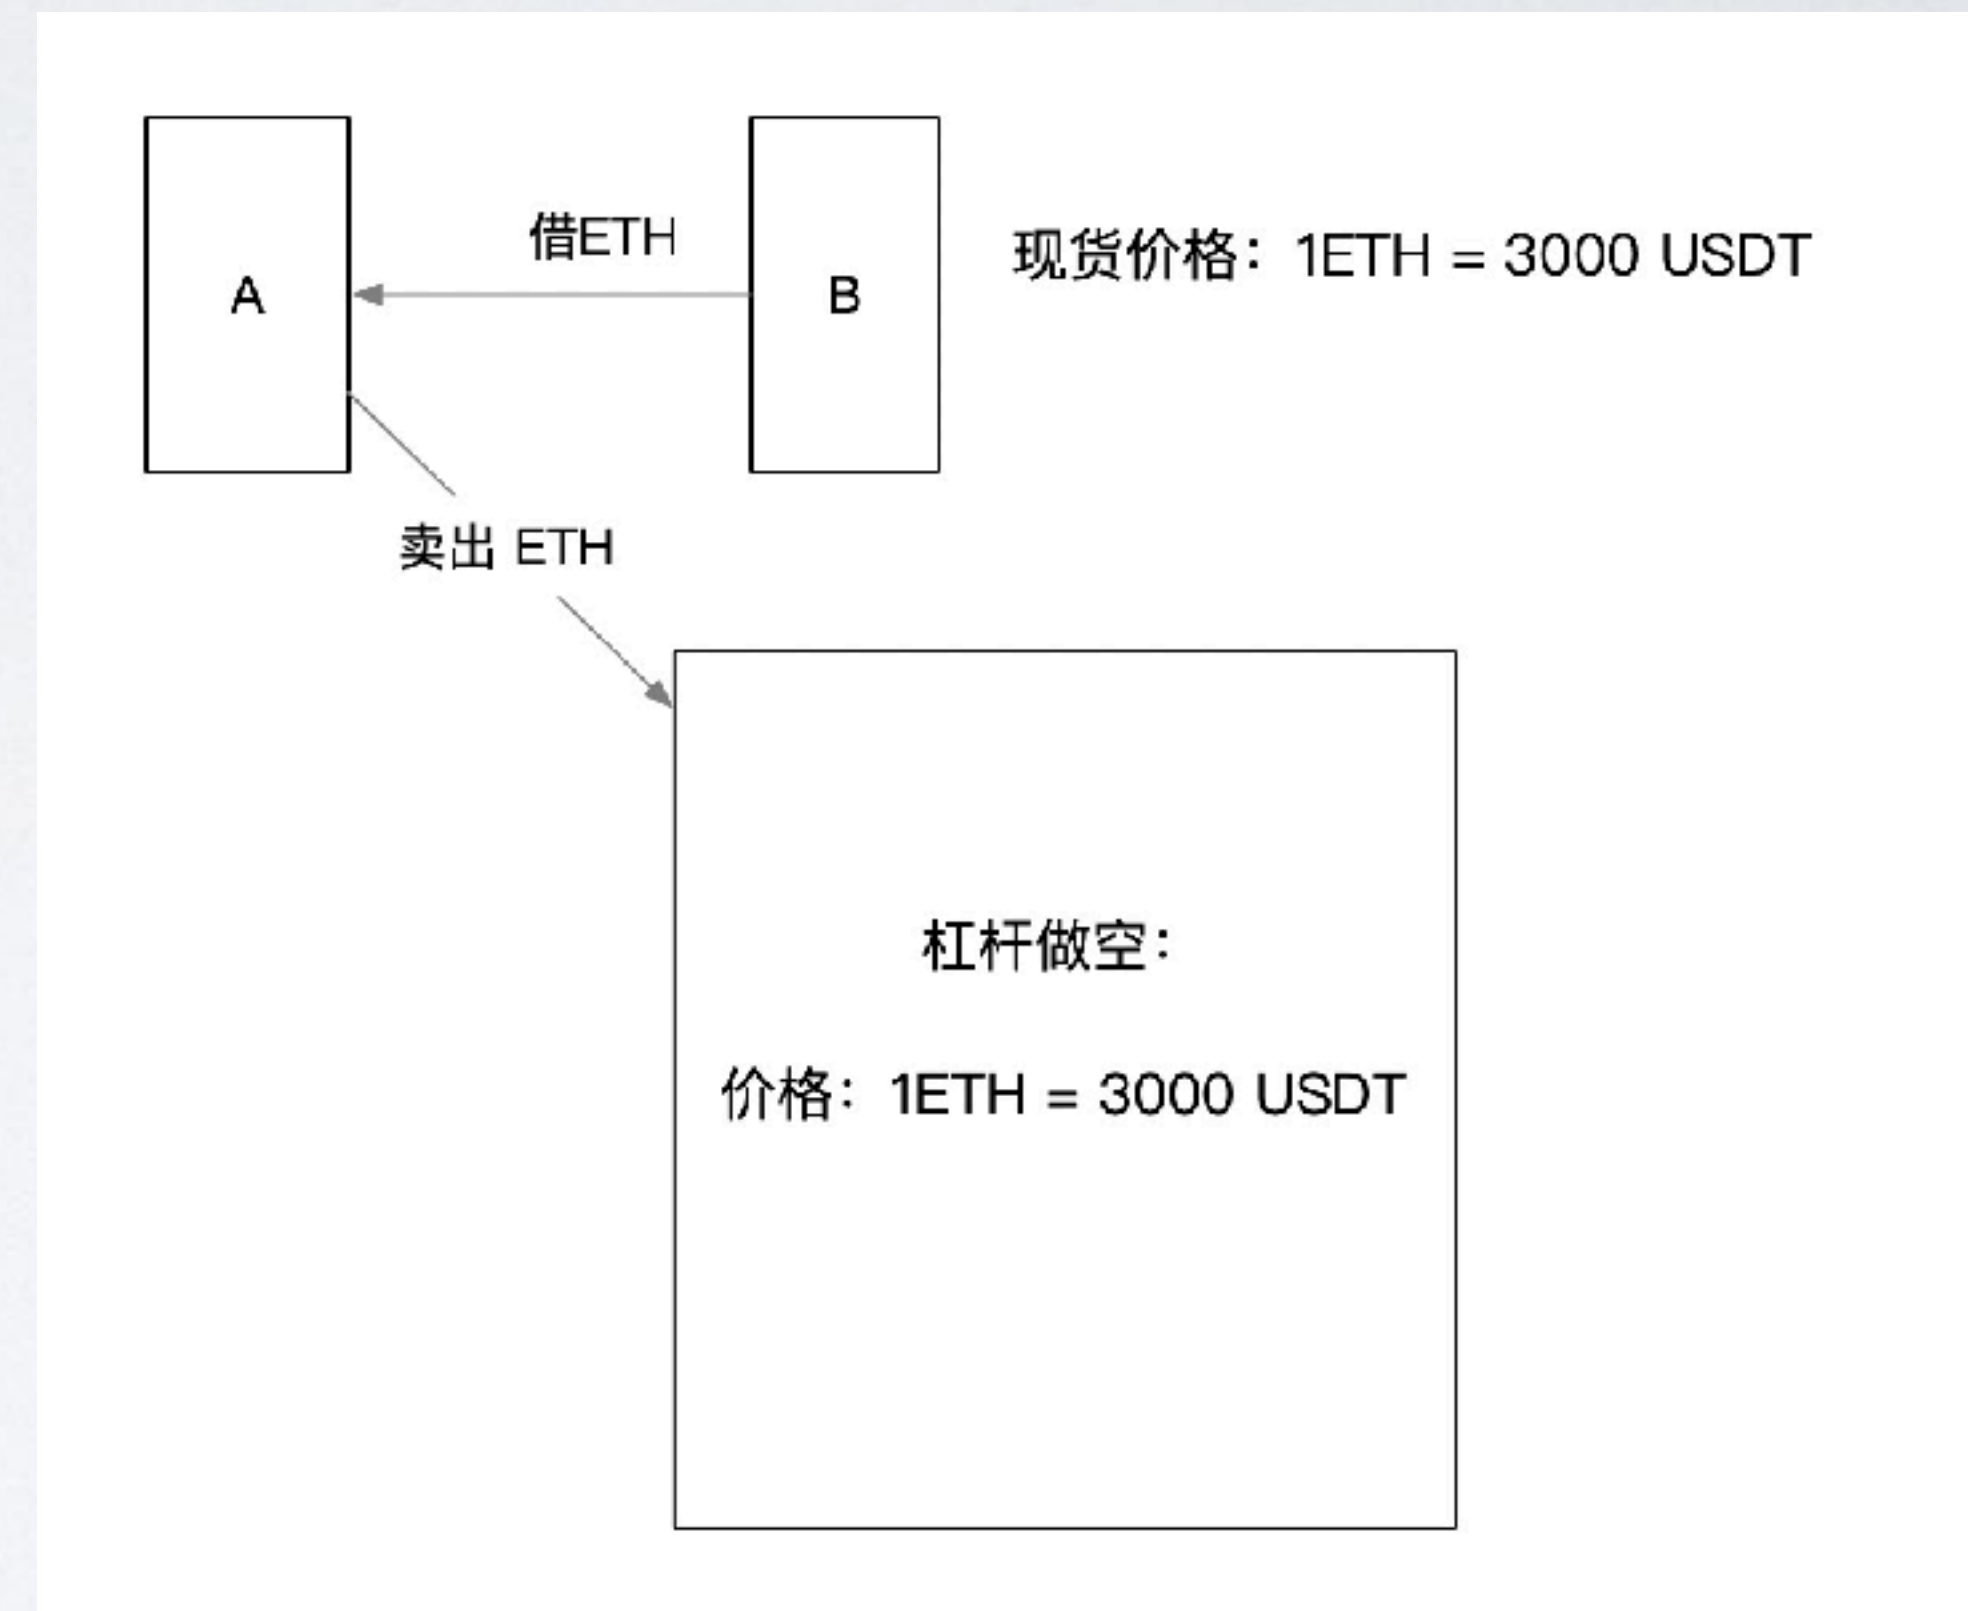 借ETH
A
B
现货价格：1ETH = 3000 USDT
卖出 ETH
杠杆做空：
价格：1ETH = 3000 USDT